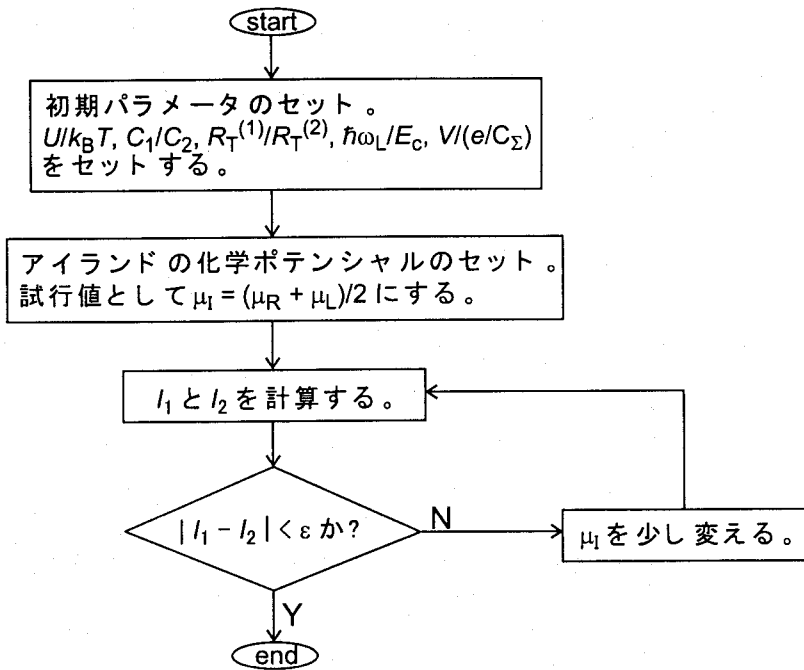 start
初期パラメータのセット。
U/k_BT, C_1/C_2, R_T^(1)/R_T^(2), ħω_L/E_c, V/(e/C_Σ)
をセットする。
アイランドの化学ポテンシャルのセット。
試行値としてμ_I = (μ_R + μ_L)/2 にする。
I_1 と I_2 を計算する。
| I_1 − I_2 | < ε か?
N
μ_I を少し変える。
Y
end